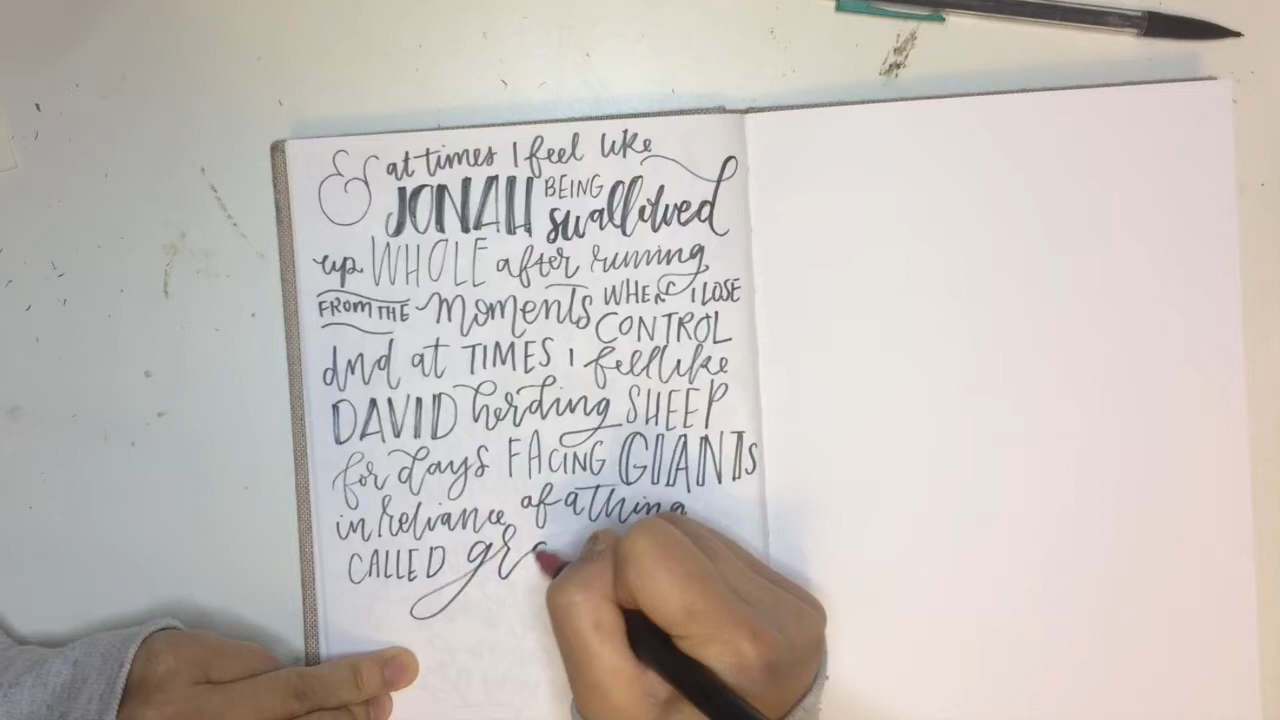 & at times I feel like
JONAH BEING swallowed
up WHOLE after running
FROM THE moments WHEN I LOSE
CONTROL
And at TIMES I feel like
DAVID herding SHEEP
for days FACING GIANTS
in reliance of a thing
CALLED gra